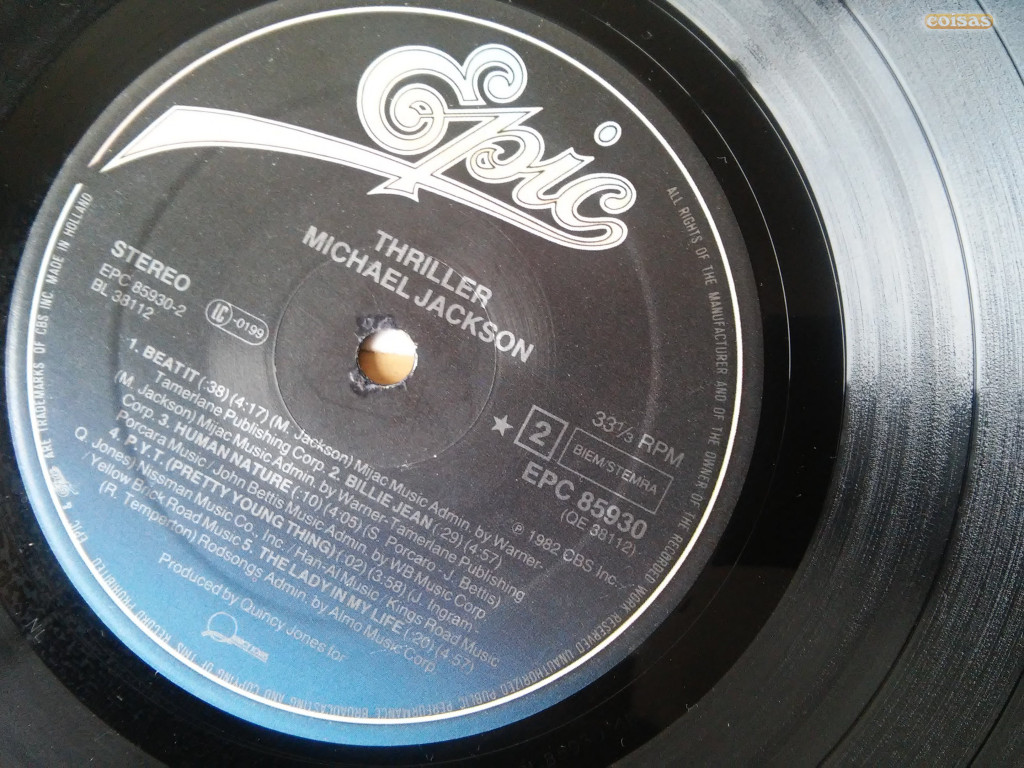 coisas
Epic
THRILLER
MICHAEL JACKSON
STEREO
EPC 85930-2
BL 38112
LC -0199
33 1/3 RPM
★ 2 BIEM/STEMRA
EPC 85930
(QE 38112)
℗ 1982 CBS Inc.
1. BEAT IT (:38) (4:17) (M. Jackson) Mijac Music Admin. by Warner-
Tamerlane Publishing Corp. 2. BILLIE JEAN (:29) (4:57)
(M. Jackson) Mijac Music Admin. by Warner-Tamerlane Publishing
Corp. 3. HUMAN NATURE (:10) (4:05) (S. Porcaro - J. Bettis)
Porcara Music / John Bettis Music Admin. by WB Music Corp
4. P.Y.T. (PRETTY YOUNG THING) (:02) (3:58) (J. Ingram
Q. Jones) Nissman Music Co., Inc. / Han-Al Music / Kings Road Music
/ Yellow Brick Road Music 5. THE LADY IN MY LIFE (:20) (4:57)
(R. Temperton) Rodsongs Admin. by Almo Music Corp
Produced by Quincy Jones for
ALL RIGHTS OF THE MANUFACTURER AND OF THE OWNER OF THE RECORDED WORK RESERVED UNAUTHORIZED PUBLIC PERFORMANCE BROADCASTING AND COPYING OF THIS RECORD PROHIBITED
ARE TRADEMARKS OF CBS INC. MADE IN HOLLAND